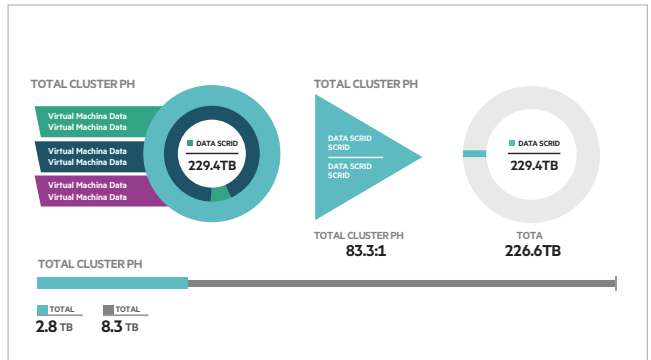 TOTAL CLUSTER PH
Virtual Machina Data
Virtual Machina Data
Virtual Machina Data
Virtual Machina Data
Virtual Machina Data
Virtual Machina Data
DATA SCRID
229.4TB
TOTAL CLUSTER PH
DATA SCRID
SCRID
DATA SCRID
SCRID
TOTAL CLUSTER PH
83.3:1
DATA SCRID
229.4TB
TOTA
226.6TB
TOTAL CLUSTER PH
TOTAL
2.8 TB
TOTAL
8.3 TB